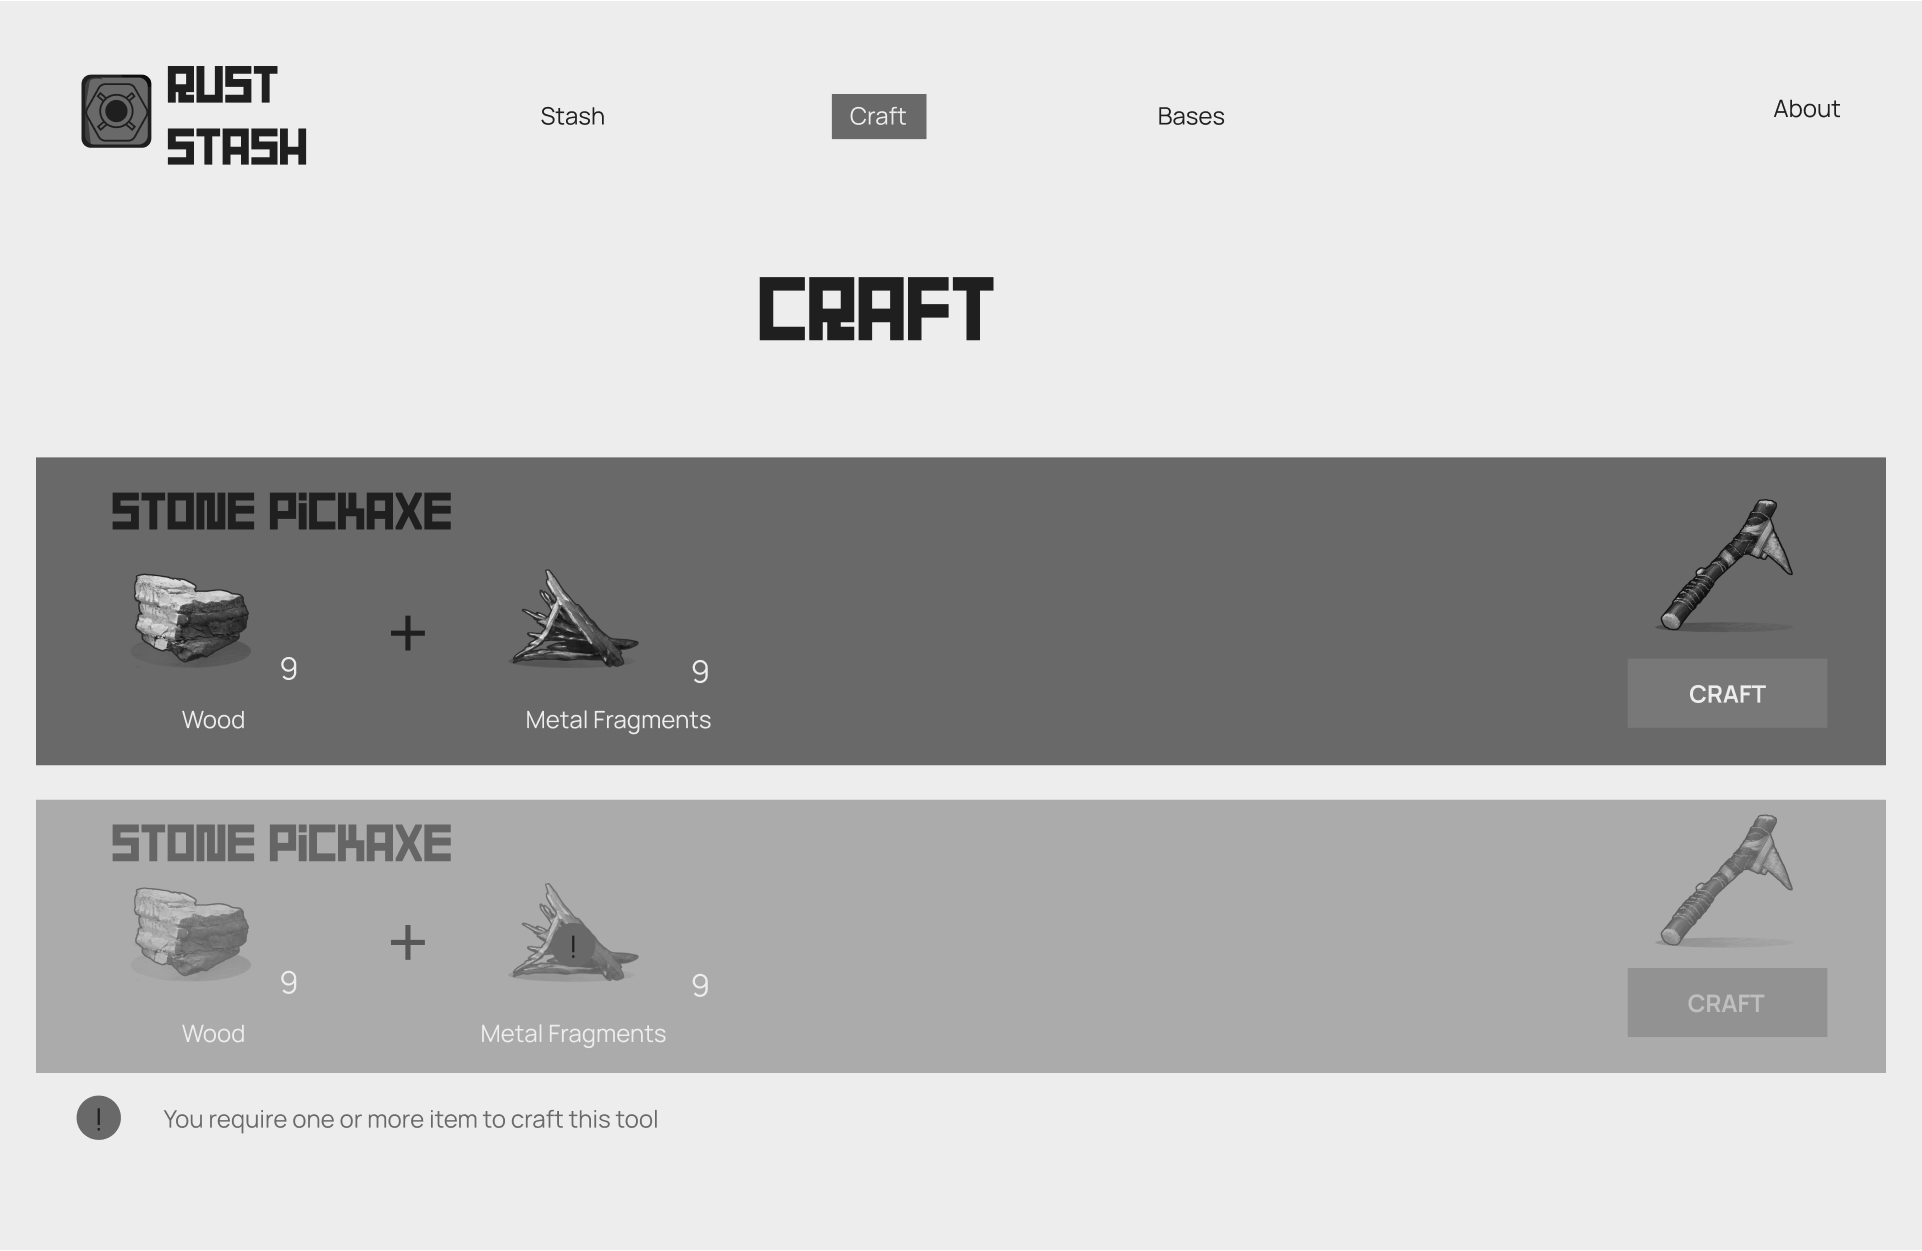 RUST
STASH
Stash
Craft
Bases
About
CRAFT
STONE PiCKAXE
9
+
9
Wood
Metal Fragments
CRAFT
STONE PiCKAXE
9
+
!
9
Wood
Metal Fragments
CRAFT
! You require one or more item to craft this tool